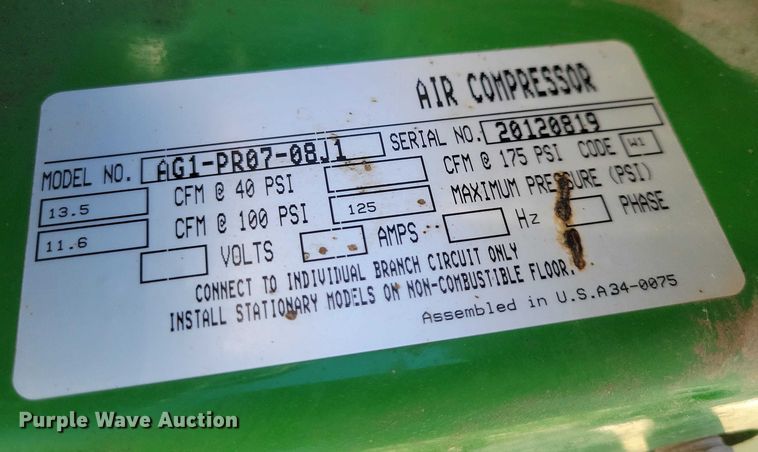 AIR COMPRESSOR
MODEL NO. AG1-PR07-08J1 SERIAL NO. 20120819
13.5 CFM @ 40 PSI CFM @ 175 PSI CODE W1
11.6 CFM @ 100 PSI 125 MAXIMUM PRESSURE (PSI)
VOLTS AMPS Hz PHASE
CONNECT TO INDIVIDUAL BRANCH CIRCUIT ONLY
INSTALL STATIONARY MODELS ON NON-COMBUSTIBLE FLOOR.
Assembled in U.S.A 34-0075
Purple Wave Auction